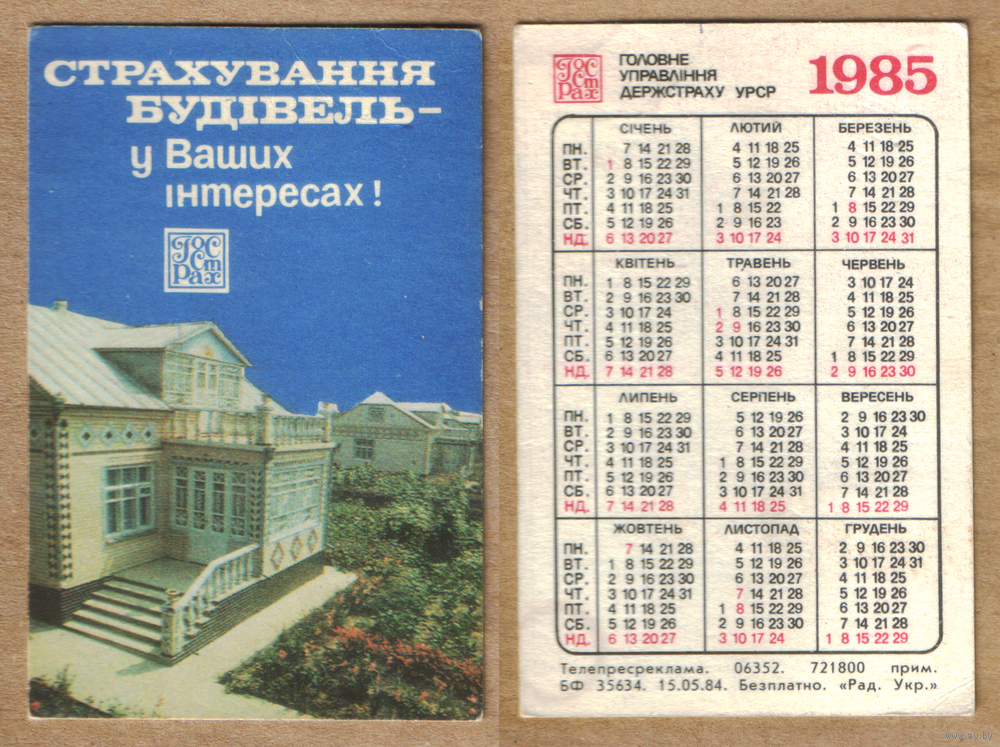 СТРАХУВАННЯ
БУДІВЕЛЬ –
у Ваших
інтересах!
Гос
Ст
Рах
Гос
Ст
Рах
ГОЛОВНЕ
УПРАВЛІННЯ
ДЕРЖСТРАХУ УРСР
1985
СІЧЕНЬ ЛЮТИЙ БЕРЕЗЕНЬ
ПН. 7 14 21 28 4 11 18 25 4 11 18 25
ВТ. 1 8 15 22 29 5 12 19 26 5 12 19 26
СР. 2 9 16 23 30 6 13 20 27 6 13 20 27
ЧТ. 3 10 17 24 31 7 14 21 28 7 14 21 28
ПТ. 4 11 18 25 1 8 15 22 1 8 15 22 29
СБ. 5 12 19 26 2 9 16 23 2 9 16 23 30
НД. 6 13 20 27 3 10 17 24 3 10 17 24 31
КВІТЕНЬ ТРАВЕНЬ ЧЕРВЕНЬ
ПН. 1 8 15 22 29 6 13 20 27 3 10 17 24
ВТ. 2 9 16 23 30 7 14 21 28 4 11 18 25
СР. 3 10 17 24 1 8 15 22 29 5 12 19 26
ЧТ. 4 11 18 25 2 9 16 23 30 6 13 20 27
ПТ. 5 12 19 26 3 10 17 24 31 7 14 21 28
СБ. 6 13 20 27 4 11 18 25 1 8 15 22 29
НД. 7 14 21 28 5 12 19 26 2 9 16 23 30
ЛИПЕНЬ СЕРПЕНЬ ВЕРЕСЕНЬ
ПН. 1 8 15 22 29 5 12 19 26 2 9 16 23 30
ВТ. 2 9 16 23 30 6 13 20 27 3 10 17 24
СР. 3 10 17 24 31 7 14 21 28 4 11 18 25
ЧТ. 4 11 18 25 1 8 15 22 29 5 12 19 26
ПТ. 5 12 19 26 2 9 16 23 30 6 13 20 27
СБ. 6 13 20 27 3 10 17 24 31 7 14 21 28
НД. 7 14 21 28 4 11 18 25 1 8 15 22 29
ЖОВТЕНЬ ЛИСТОПАД ГРУДЕНЬ
ПН. 7 14 21 28 4 11 18 25 2 9 16 23 30
ВТ. 1 8 15 22 29 5 12 19 26 3 10 17 24 31
СР. 2 9 16 23 30 6 13 20 27 4 11 18 25
ЧТ. 3 10 17 24 31 7 14 21 28 5 12 19 26
ПТ. 4 11 18 25 1 8 15 22 29 6 13 20 27
СБ. 5 12 19 26 2 9 16 23 30 7 14 21 28
НД. 6 13 20 27 3 10 17 24 1 8 15 22 29
Телепресреклама. 06352. 721800 прим.
БФ 35634. 15.05.84. Безплатно. «Рад. Укр.»
www.ay.by